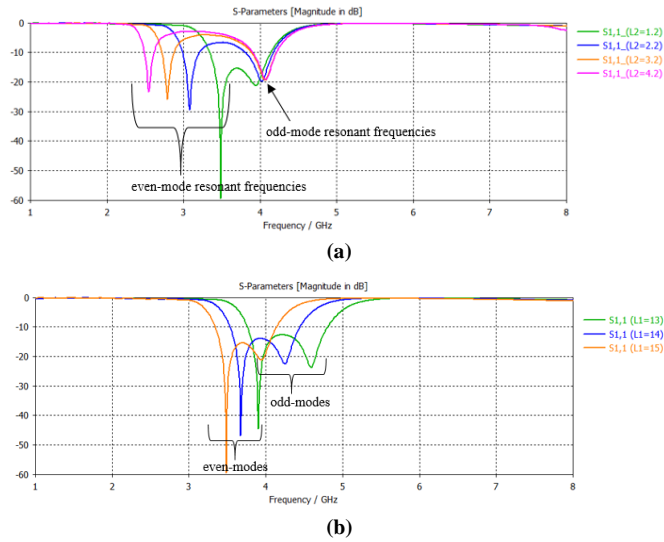 S-Parameters [Magnitude in dB]
0
-10
-20
-30
-40
-50
-60
1 2 3 4 5 6 7 8
Frequency / GHz
S1,1_(L2=1.2)
S1,1_(L2=2.2)
S1,1_(L2=3.2)
S1,1_(L2=4.2)
odd-mode resonant frequencies
even-mode resonant frequencies
(a)
S-Parameters [Magnitude in dB]
0
-10
-20
-30
-40
-50
-60
1 2 3 4 5 6 7 8
Frequency / GHz
S1,1 (L1=13)
S1,1 (L1=14)
S1,1 (L1=15)
odd-modes
even-modes
(b)